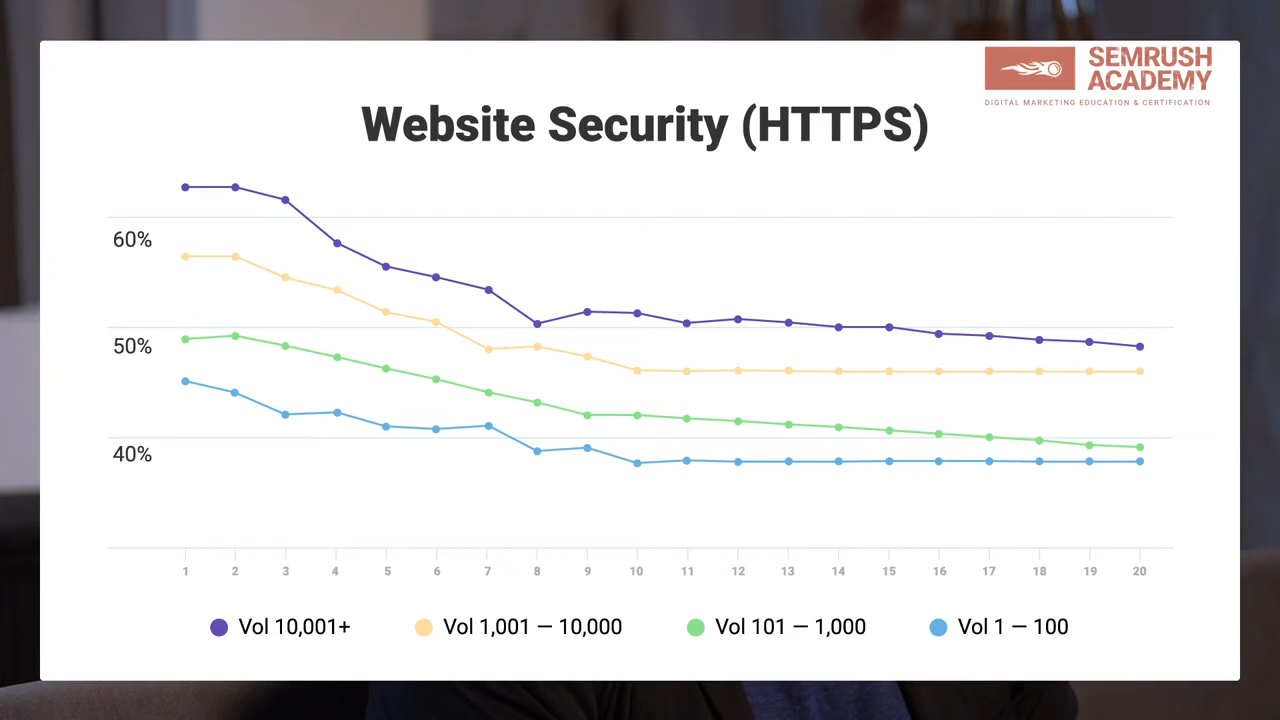 SEMRUSH
ACADEMY
DIGITAL MARKETING EDUCATION & CERTIFICATION
Website Security (HTTPS)
60%
50%
40%
1 2 3 4 5 6 7 8 9 10 11 12 13 14 15 16 17 18 19 20
Vol 10,001+ Vol 1,001 — 10,000 Vol 101 — 1,000 Vol 1 — 100